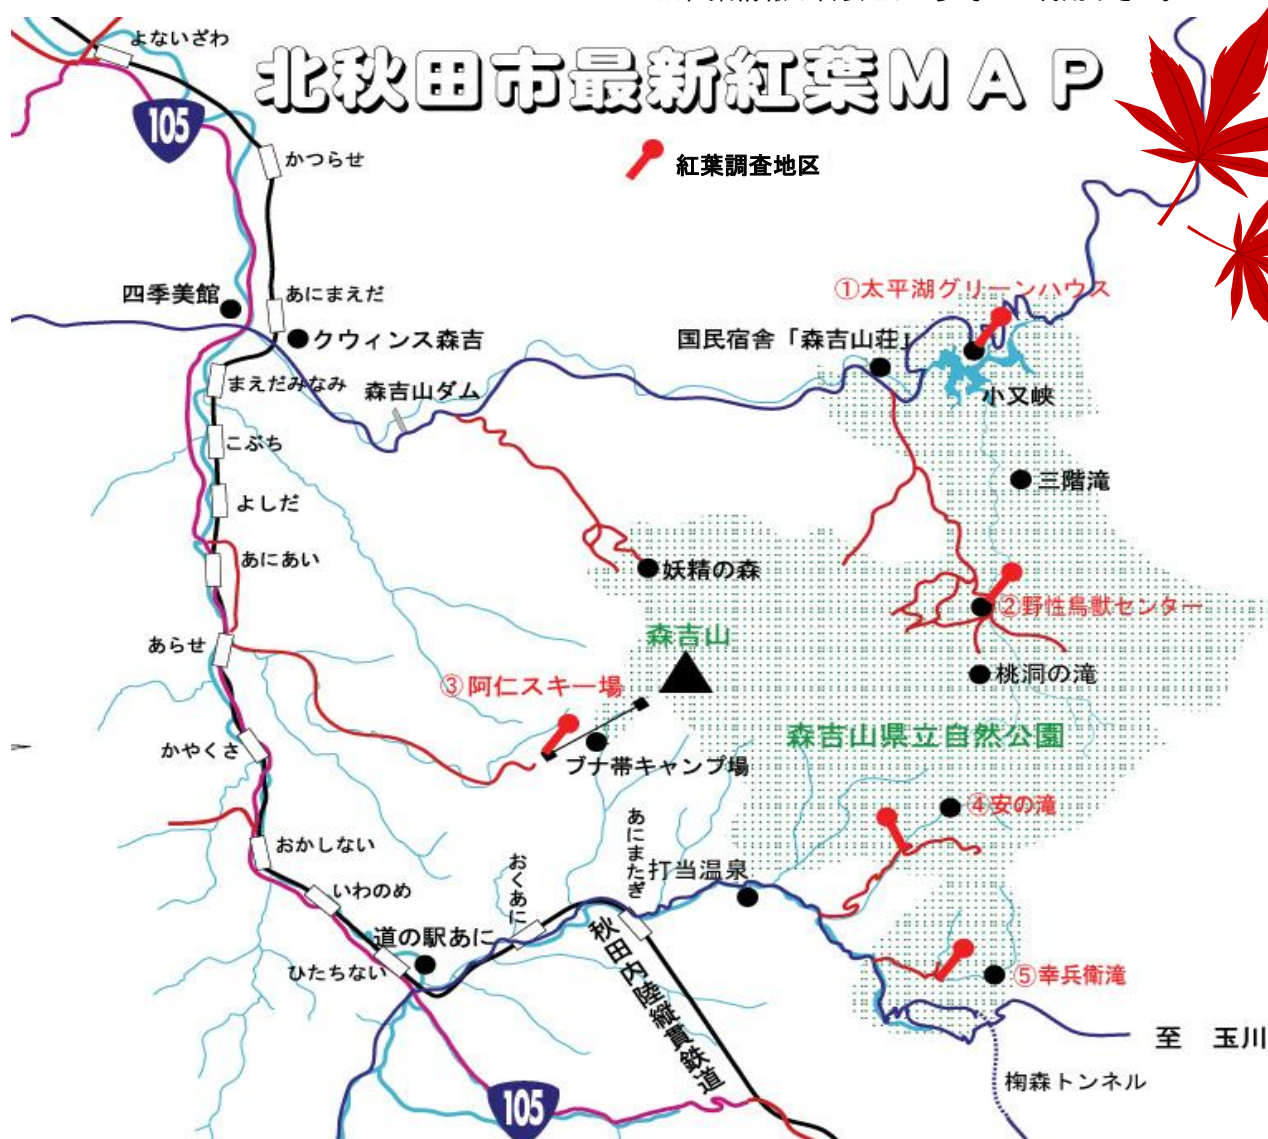 北秋田市最新紅葉MAP
よないざわ
105
かつらせ
紅葉調査地区
四季美館
あにまえだ
①太平湖グリーンハウス
クウィンス森吉
国民宿舎「森吉山荘」
まえだみなみ
森吉山ダム
小又峡
こぶち
三階滝
よしだ
あにあい
妖精の森
②野性鳥獣センター
森吉山
あらせ
③阿仁スキー場
桃洞の滝
森吉山県立自然公園
かやくさ
ブナ帯キャンプ場
④安の滝
あにまたぎ
おかしない
おくあに
打当温泉
いわのめ
道の駅あに
秋田内陸縦貫鉄道
ひたちない
⑤幸兵衛滝
至 玉川
掬森トンネル
105